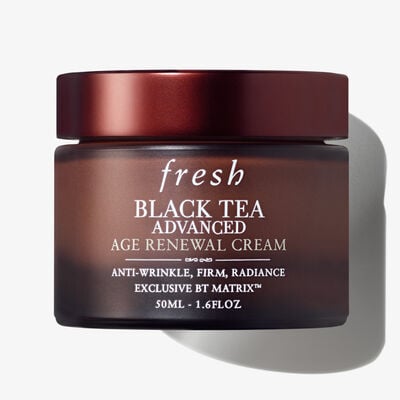 fresh
BLACK TEA
ADVANCED
AGE RENEWAL CREAM
ANTI-WRINKLE, FIRM, RADIANCE
EXCLUSIVE BT MATRIX™
50ML - 1.6FLOZ